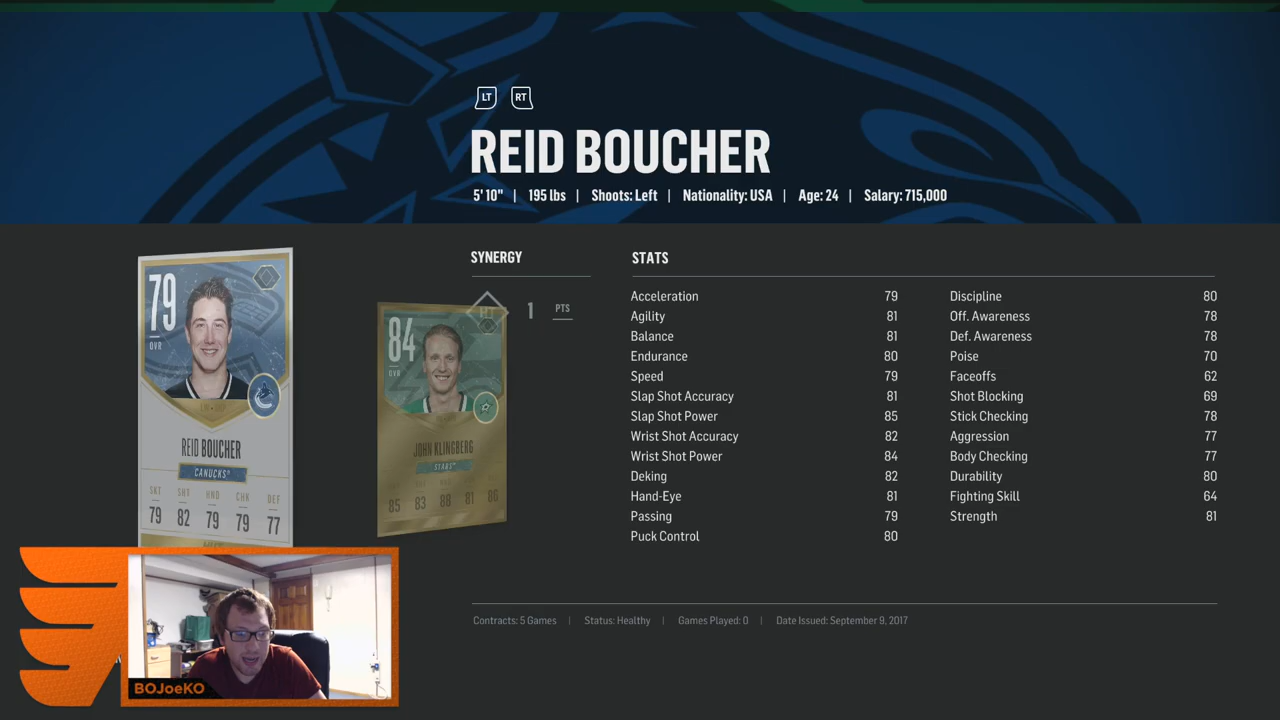 LT RT
REID BOUCHER
5' 10" | 195 lbs | Shoots: Left | Nationality: USA | Age: 24 | Salary: 715,000
SYNERGY
1 PTS
STATS
Acceleration 79
Agility 81
Balance 81
Endurance 80
Speed 79
Slap Shot Accuracy 81
Slap Shot Power 85
Wrist Shot Accuracy 82
Wrist Shot Power 84
Deking 82
Hand-Eye 81
Passing 79
Puck Control 80
Discipline 80
Off. Awareness 78
Def. Awareness 78
Poise 70
Faceoffs 62
Shot Blocking 69
Stick Checking 78
Aggression 77
Body Checking 77
Durability 80
Fighting Skill 64
Strength 81
Contracts: 5 Games | Status: Healthy | Games Played: 0 | Date Issued: September 9, 2017
79
OVR
REID BOUCHER
CANUCKS
SKT SHT HND CHK DEF
79 82 79 79 77
84
OVR
JOHN KLINGBERG
STARS
85 83 88 81 86
BOJoeKO